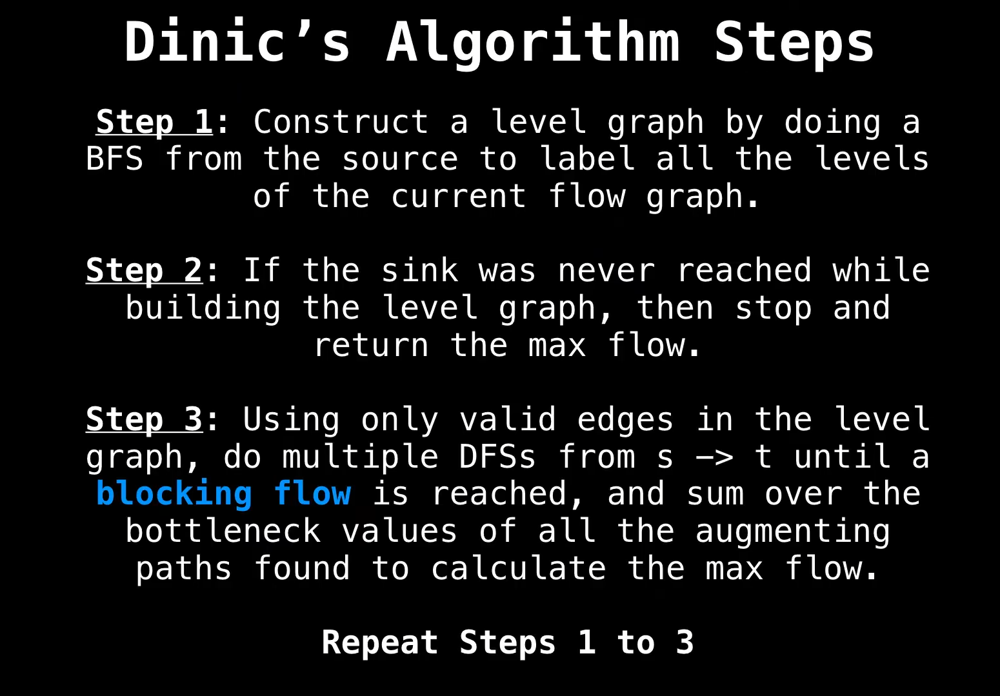 Dinic’s Algorithm Steps
Step 1: Construct a level graph by doing a
BFS from the source to label all the levels
of the current flow graph.
Step 2: If the sink was never reached while
building the level graph, then stop and
return the max flow.
Step 3: Using only valid edges in the level
graph, do multiple DFSs from s —> t until a
blocking flow is reached, and sum over the
bottleneck values of all the augmenting
paths found to calculate the max flow.
Repeat Steps 1 to 3